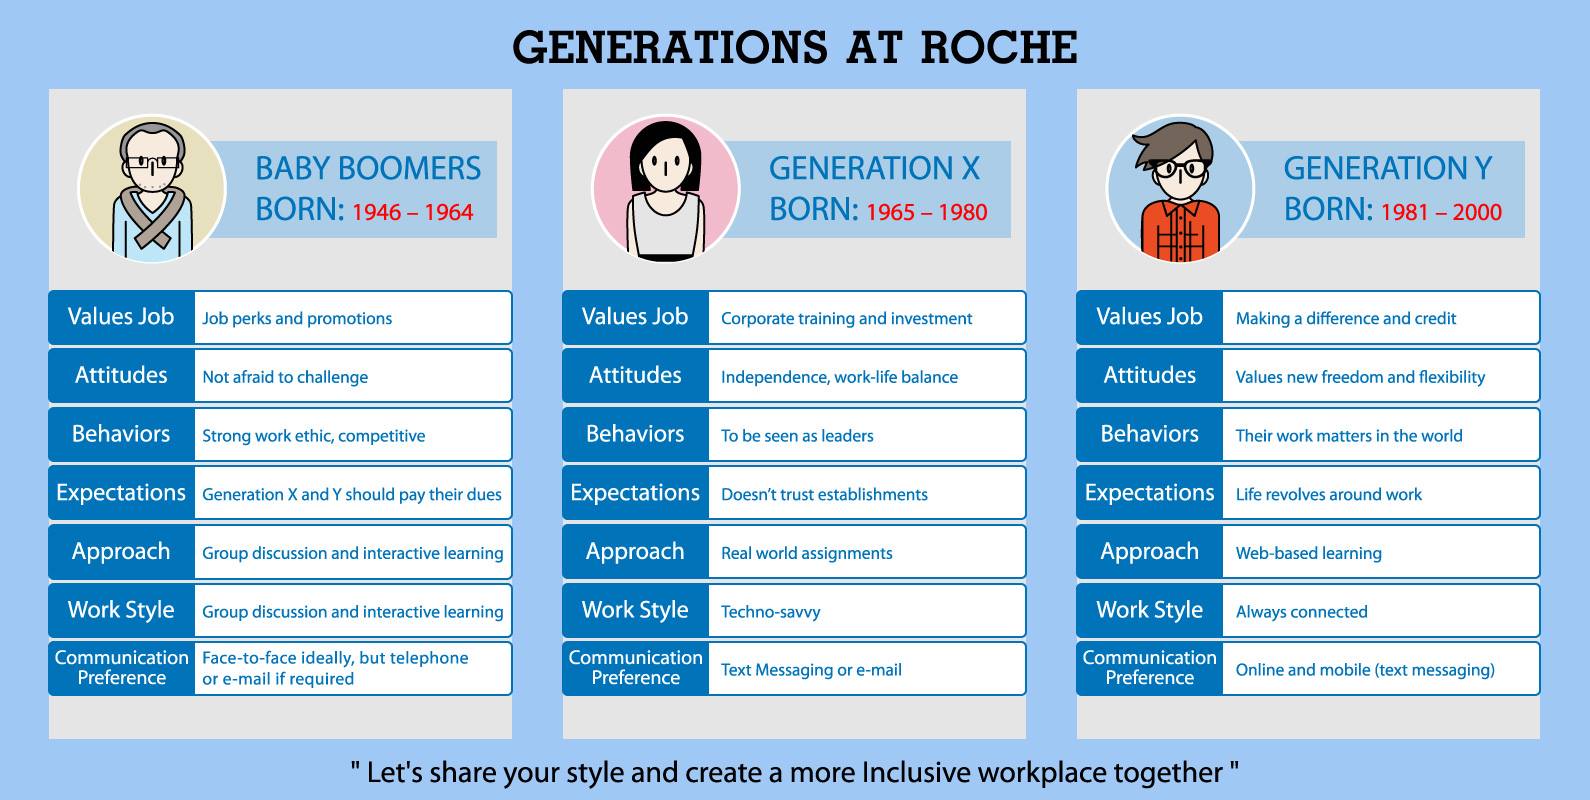 GENERATIONS AT ROCHE
BABY BOOMERS
BORN: 1946 – 1964
Values Job Job perks and promotions
Attitudes Not afraid to challenge
Behaviors Strong work ethic, competitive
Expectations Generation X and Y should pay their dues
Approach Group discussion and interactive learning
Work Style Group discussion and interactive learning
Communication Preference Face-to-face ideally, but telephone
or e-mail if required
GENERATION X
BORN: 1965 – 1980
Values Job Corporate training and investment
Attitudes Independence, work-life balance
Behaviors To be seen as leaders
Expectations Doesn’t trust establishments
Approach Real world assignments
Work Style Techno-savvy
Communication
Preference Text Messaging or e-mail
GENERATION Y
BORN: 1981 – 2000
Values Job Making a difference and credit
Attitudes Values new freedom and flexibility
Behaviors Their work matters in the world
Expectations Life revolves around work
Approach Web-based learning
Work Style Always connected
Communication
Preference Online and mobile (text messaging)
" Let's share your style and create a more Inclusive workplace together "